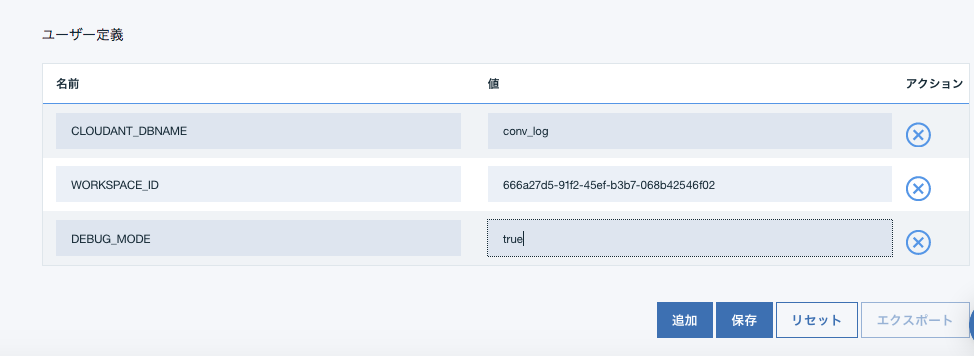 ユーザー定義
名前 値 アクション
CLOUDANT_DBNAME conv_log
WORKSPACE_ID 666a27d5-91f2-45ef-b3b7-068b42546f02
DEBUG_MODE true
追加 保存 リセット エクスポート